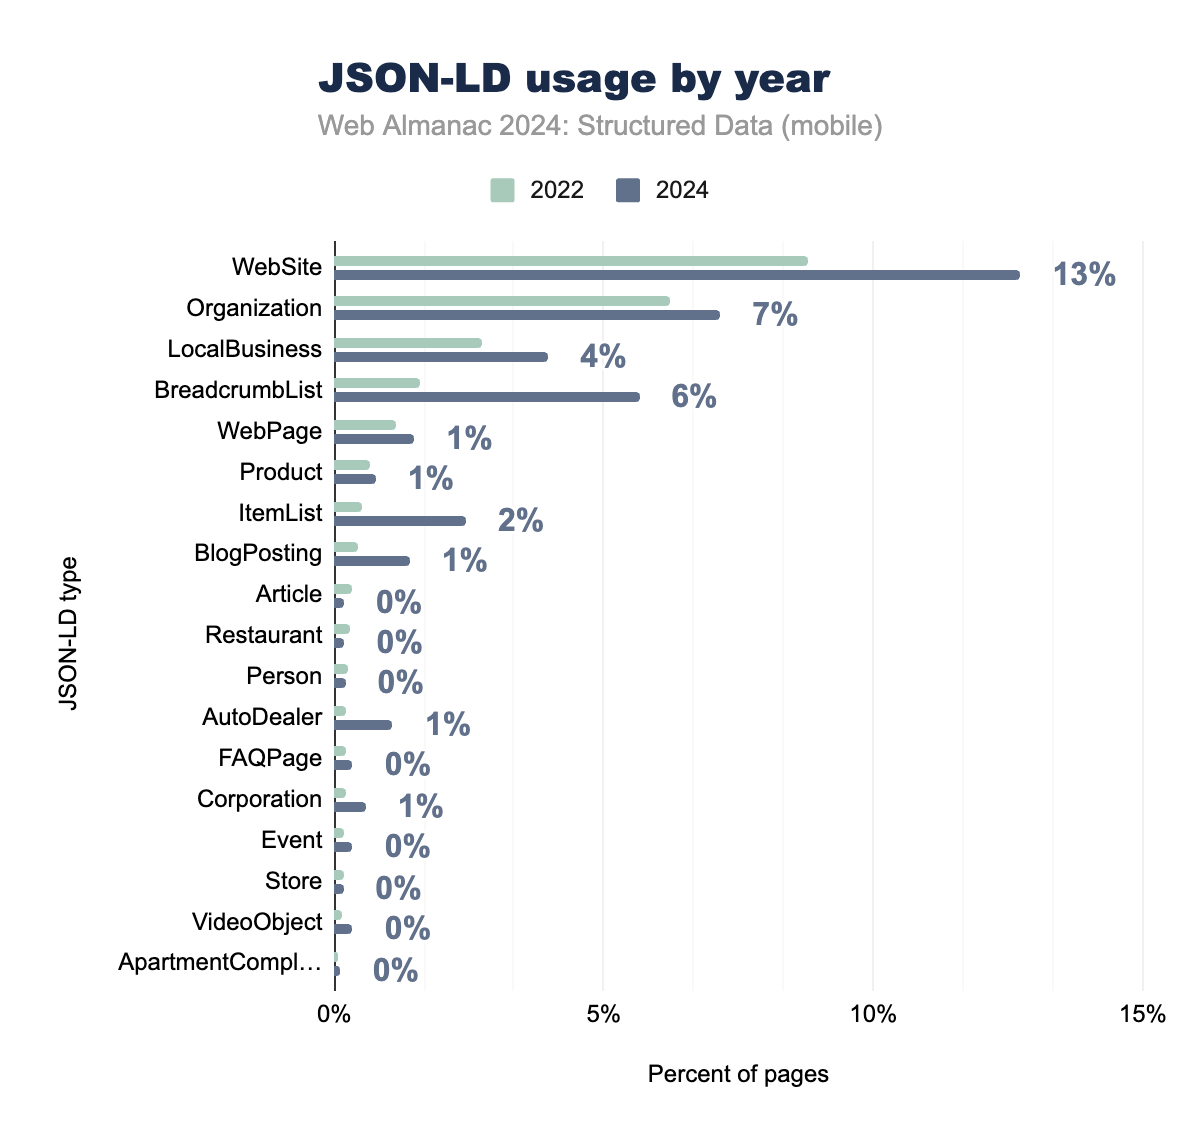 JSON-LD usage by year
Web Almanac 2024: Structured Data (mobile)
2022 2024
WebSite 13%
Organization 7%
LocalBusiness 4%
BreadcrumbList 6%
WebPage 1%
Product 1%
ItemList 2%
BlogPosting 1%
Article 0%
Restaurant 0%
Person 0%
AutoDealer 1%
FAQPage 0%
Corporation 1%
Event 0%
Store 0%
VideoObject 0%
ApartmentCompl… 0%
JSON-LD type
0% 5% 10% 15%
Percent of pages